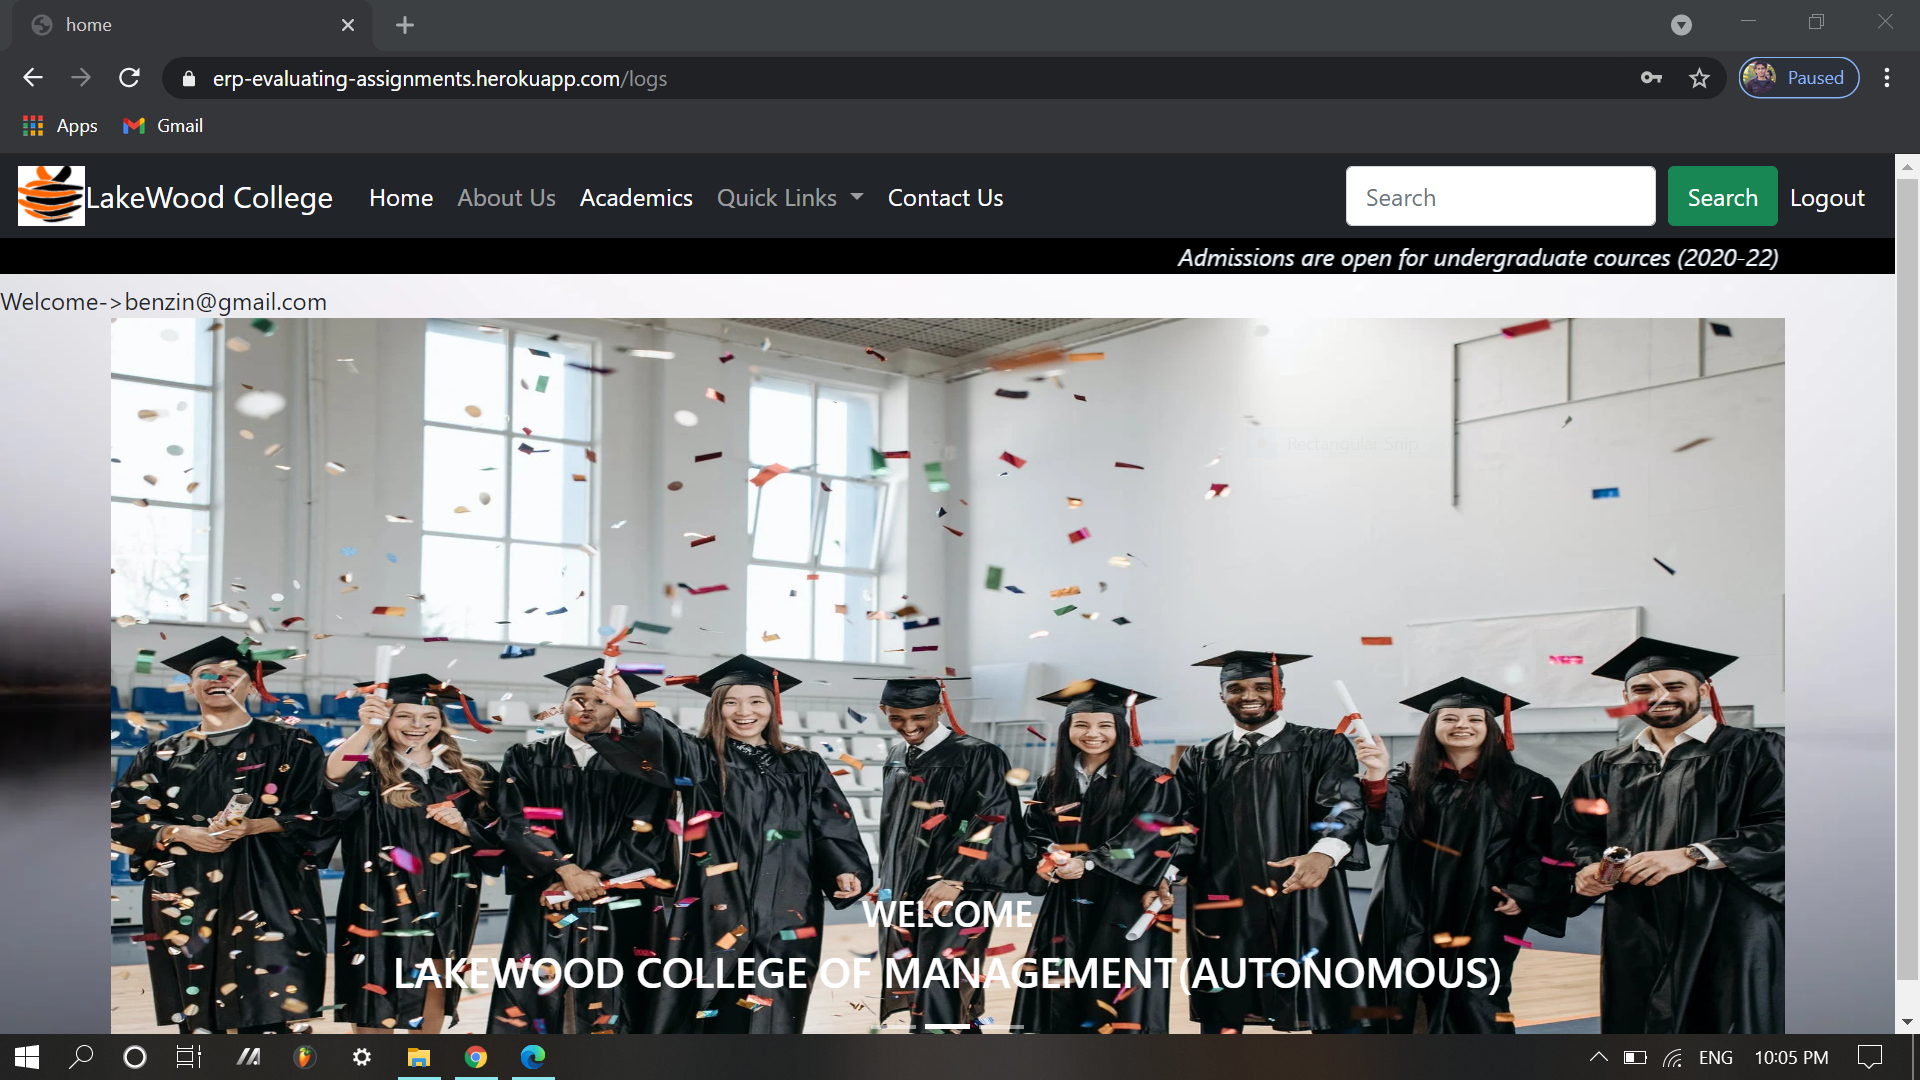 home
erp-evaluating-assignments.herokuapp.com/logs
Paused
Apps
Gmail
LakeWood College
Home
About Us
Academics
Quick Links
Contact Us
Search
Search
Logout
Admissions are open for undergraduate cources (2020-22)
Welcome->benzin@gmail.com
Rectangular Snip
WELCOME
LAKEWOOD COLLEGE OF MANAGEMENT(AUTONOMOUS)
ENG
10:05 PM